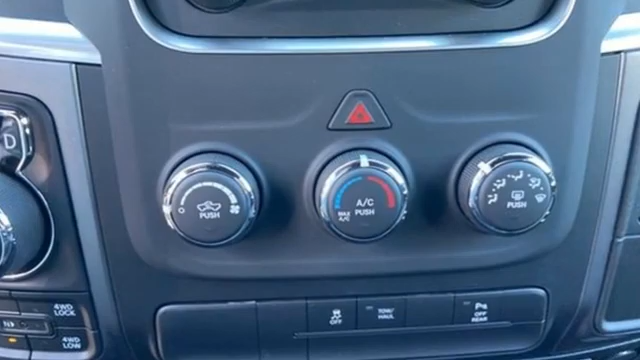 D
PUSH
A/C
PUSH
MAX
A/C
PUSH
4WD
LOCK
4WD
LOW
OFF
TOW/
HAUL
OFF
REAR